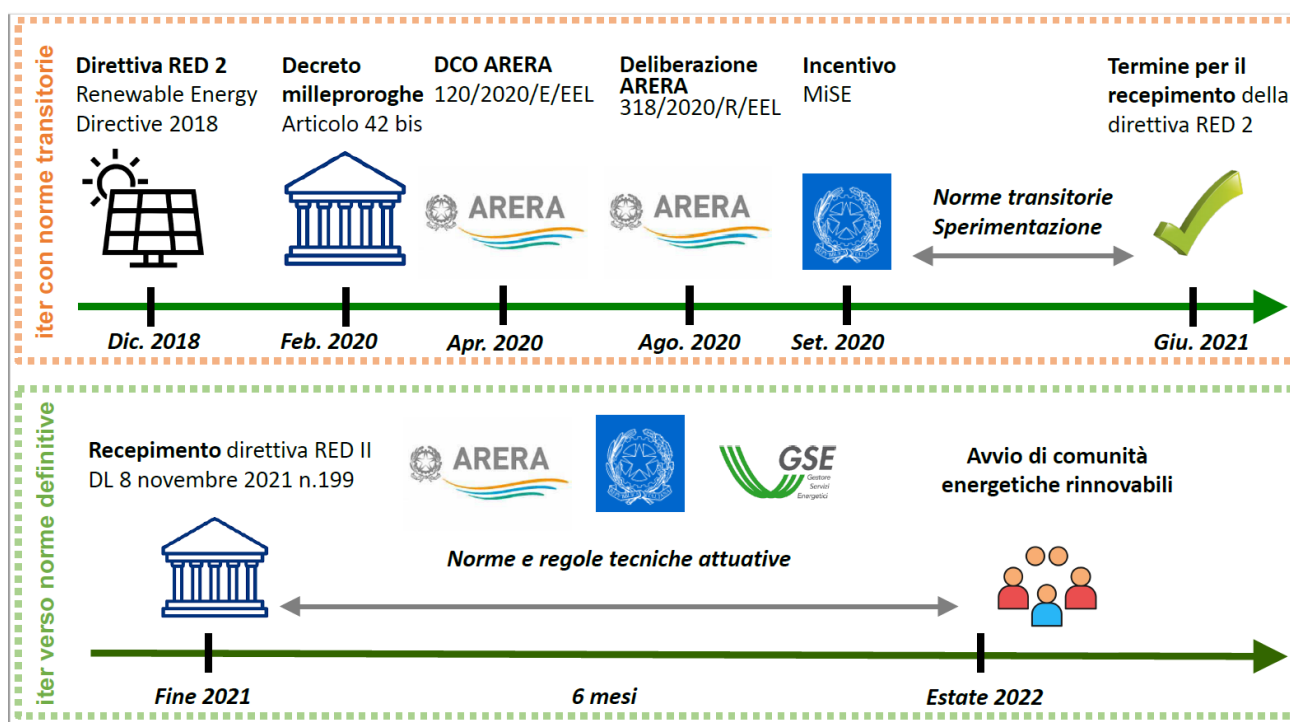 iter con norme transitorie
Direttiva RED 2
Renewable Energy
Directive 2018
Decreto
milleproroghe
Articolo 42 bis
DCO ARERA
120/2020/E/EEL
Deliberazione
ARERA
318/2020/R/EEL
Incentivo
MiSE
Termine per il
recepimento della
direttiva RED 2
ARERA
ARERA
Norme transitorie
Sperimentazione
Dic. 2018
Feb. 2020
Apr. 2020
Ago. 2020
Set. 2020
Giu. 2021
iter verso norme definitive
Recepimento direttiva RED II
DL 8 novembre 2021 n.199
ARERA
GSE
Gestore
Servizi
Energetici
Avvio di comunità
energetiche rinnovabili
Norme e regole tecniche attuative
Fine 2021
6 mesi
Estate 2022